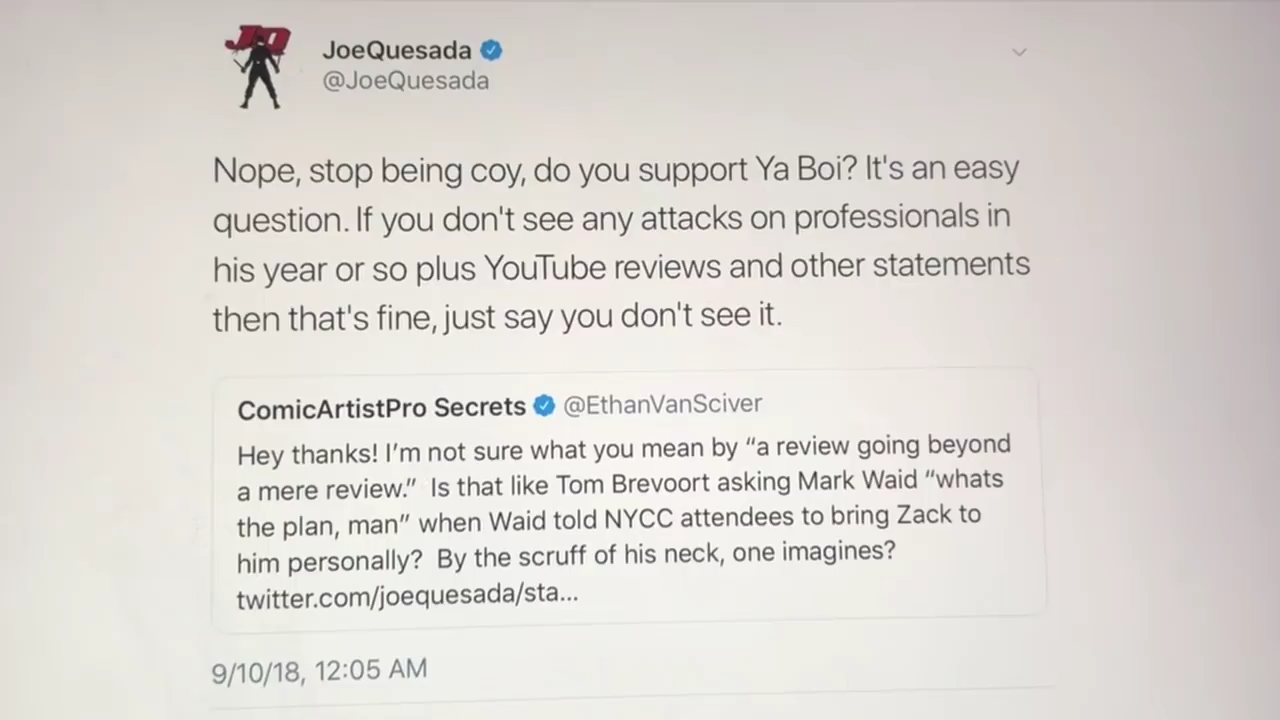 JQ
JoeQuesada
@JoeQuesada
Nope, stop being coy, do you support Ya Boi? It's an easy
question. If you don't see any attacks on professionals in
his year or so plus YouTube reviews and other statements
then that's fine, just say you don't see it.
ComicArtistPro Secrets @EthanVanSciver
Hey thanks! I'm not sure what you mean by “a review going beyond
a mere review.” Is that like Tom Brevoort asking Mark Waid “whats
the plan, man” when Waid told NYCC attendees to bring Zack to
him personally? By the scruff of his neck, one imagines?
twitter.com/joequesada/sta...
9/10/18, 12:05 AM